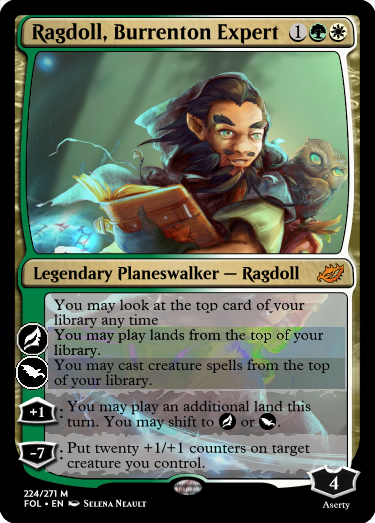 Ragdoll, Burrenton Expert 1
Legendary Planeswalker — Ragdoll
You may look at the top card of your
library any time
You may play lands from the top of your
library.
You may cast creature spells from the top
of your library.
+1: You may play an additional land this
turn. You may shift to or .
-7: Put twenty +1/+1 counters on target
creature you control.
4
224/271 M
FOL • EN Selena Neault
Aserty